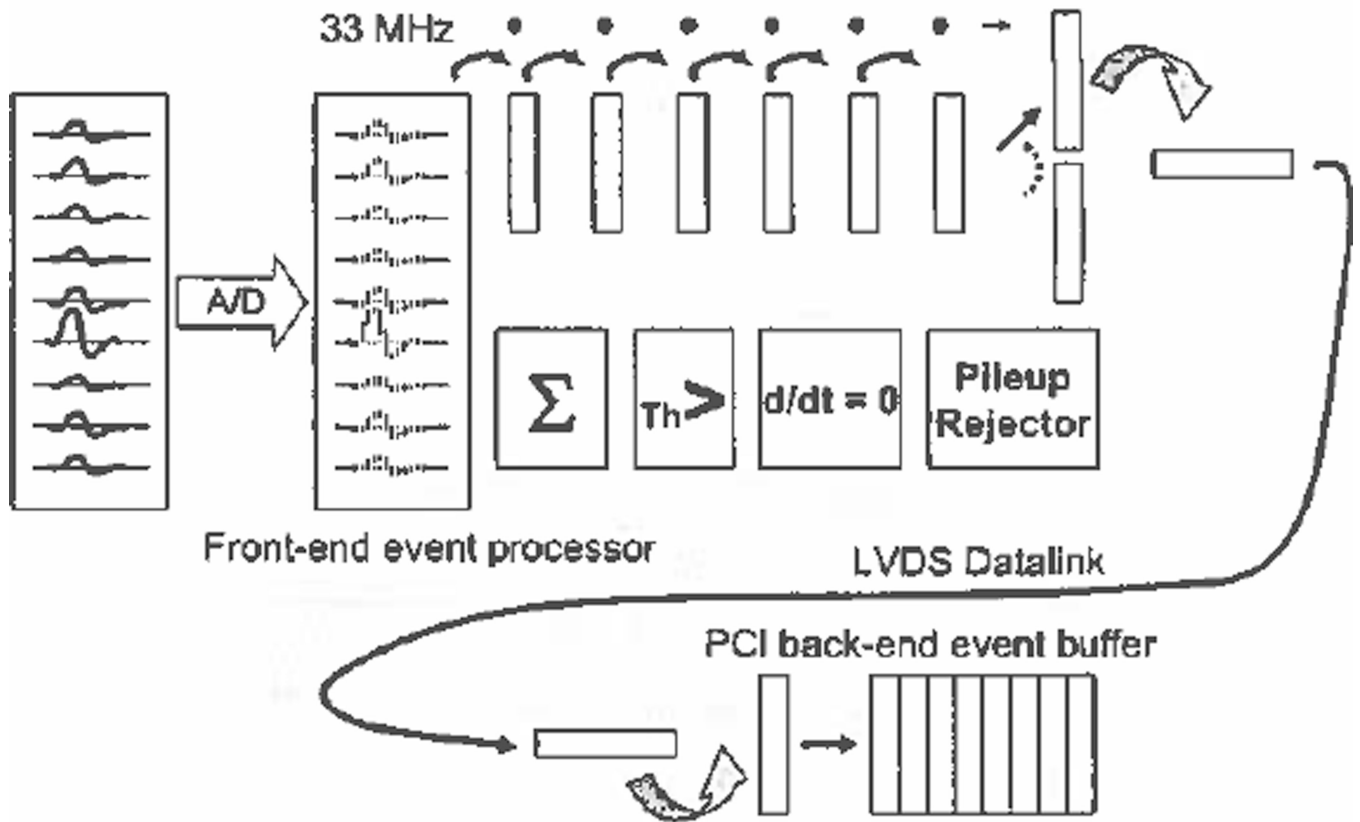 33 MHz
A/D
Σ
Th>
d/dt = 0
Pileup
Rejector
Front-end event processor
LVDS Datalink
PCI back-end event buffer